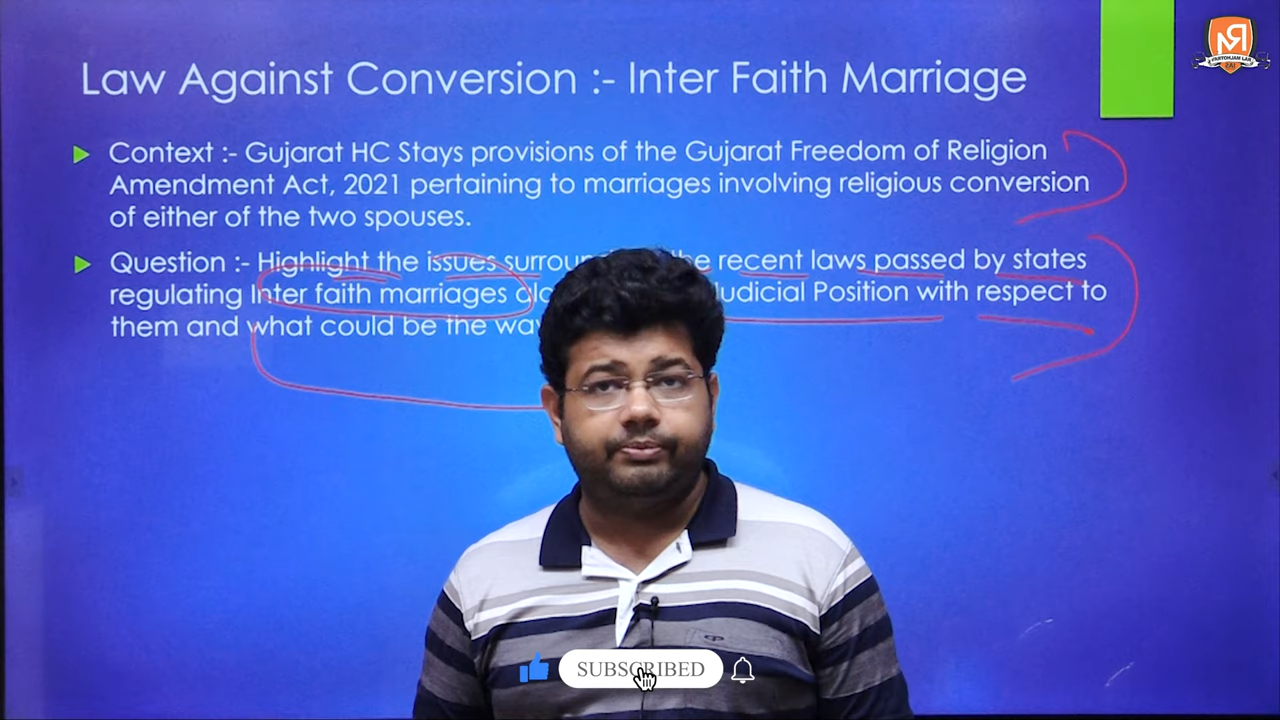 Law Against Conversion :- Inter Faith Marriage
Context :- Gujarat HC Stays provisions of the Gujarat Freedom of Religion
Amendment Act, 2021 pertaining to marriages involving religious conversion
of either of the two spouses.
Question :- Highlight the issues the recent laws passed by states
regulating Inter faith marriages Judicial Position with respect to
them and what could be the way
SUBSCRIBED